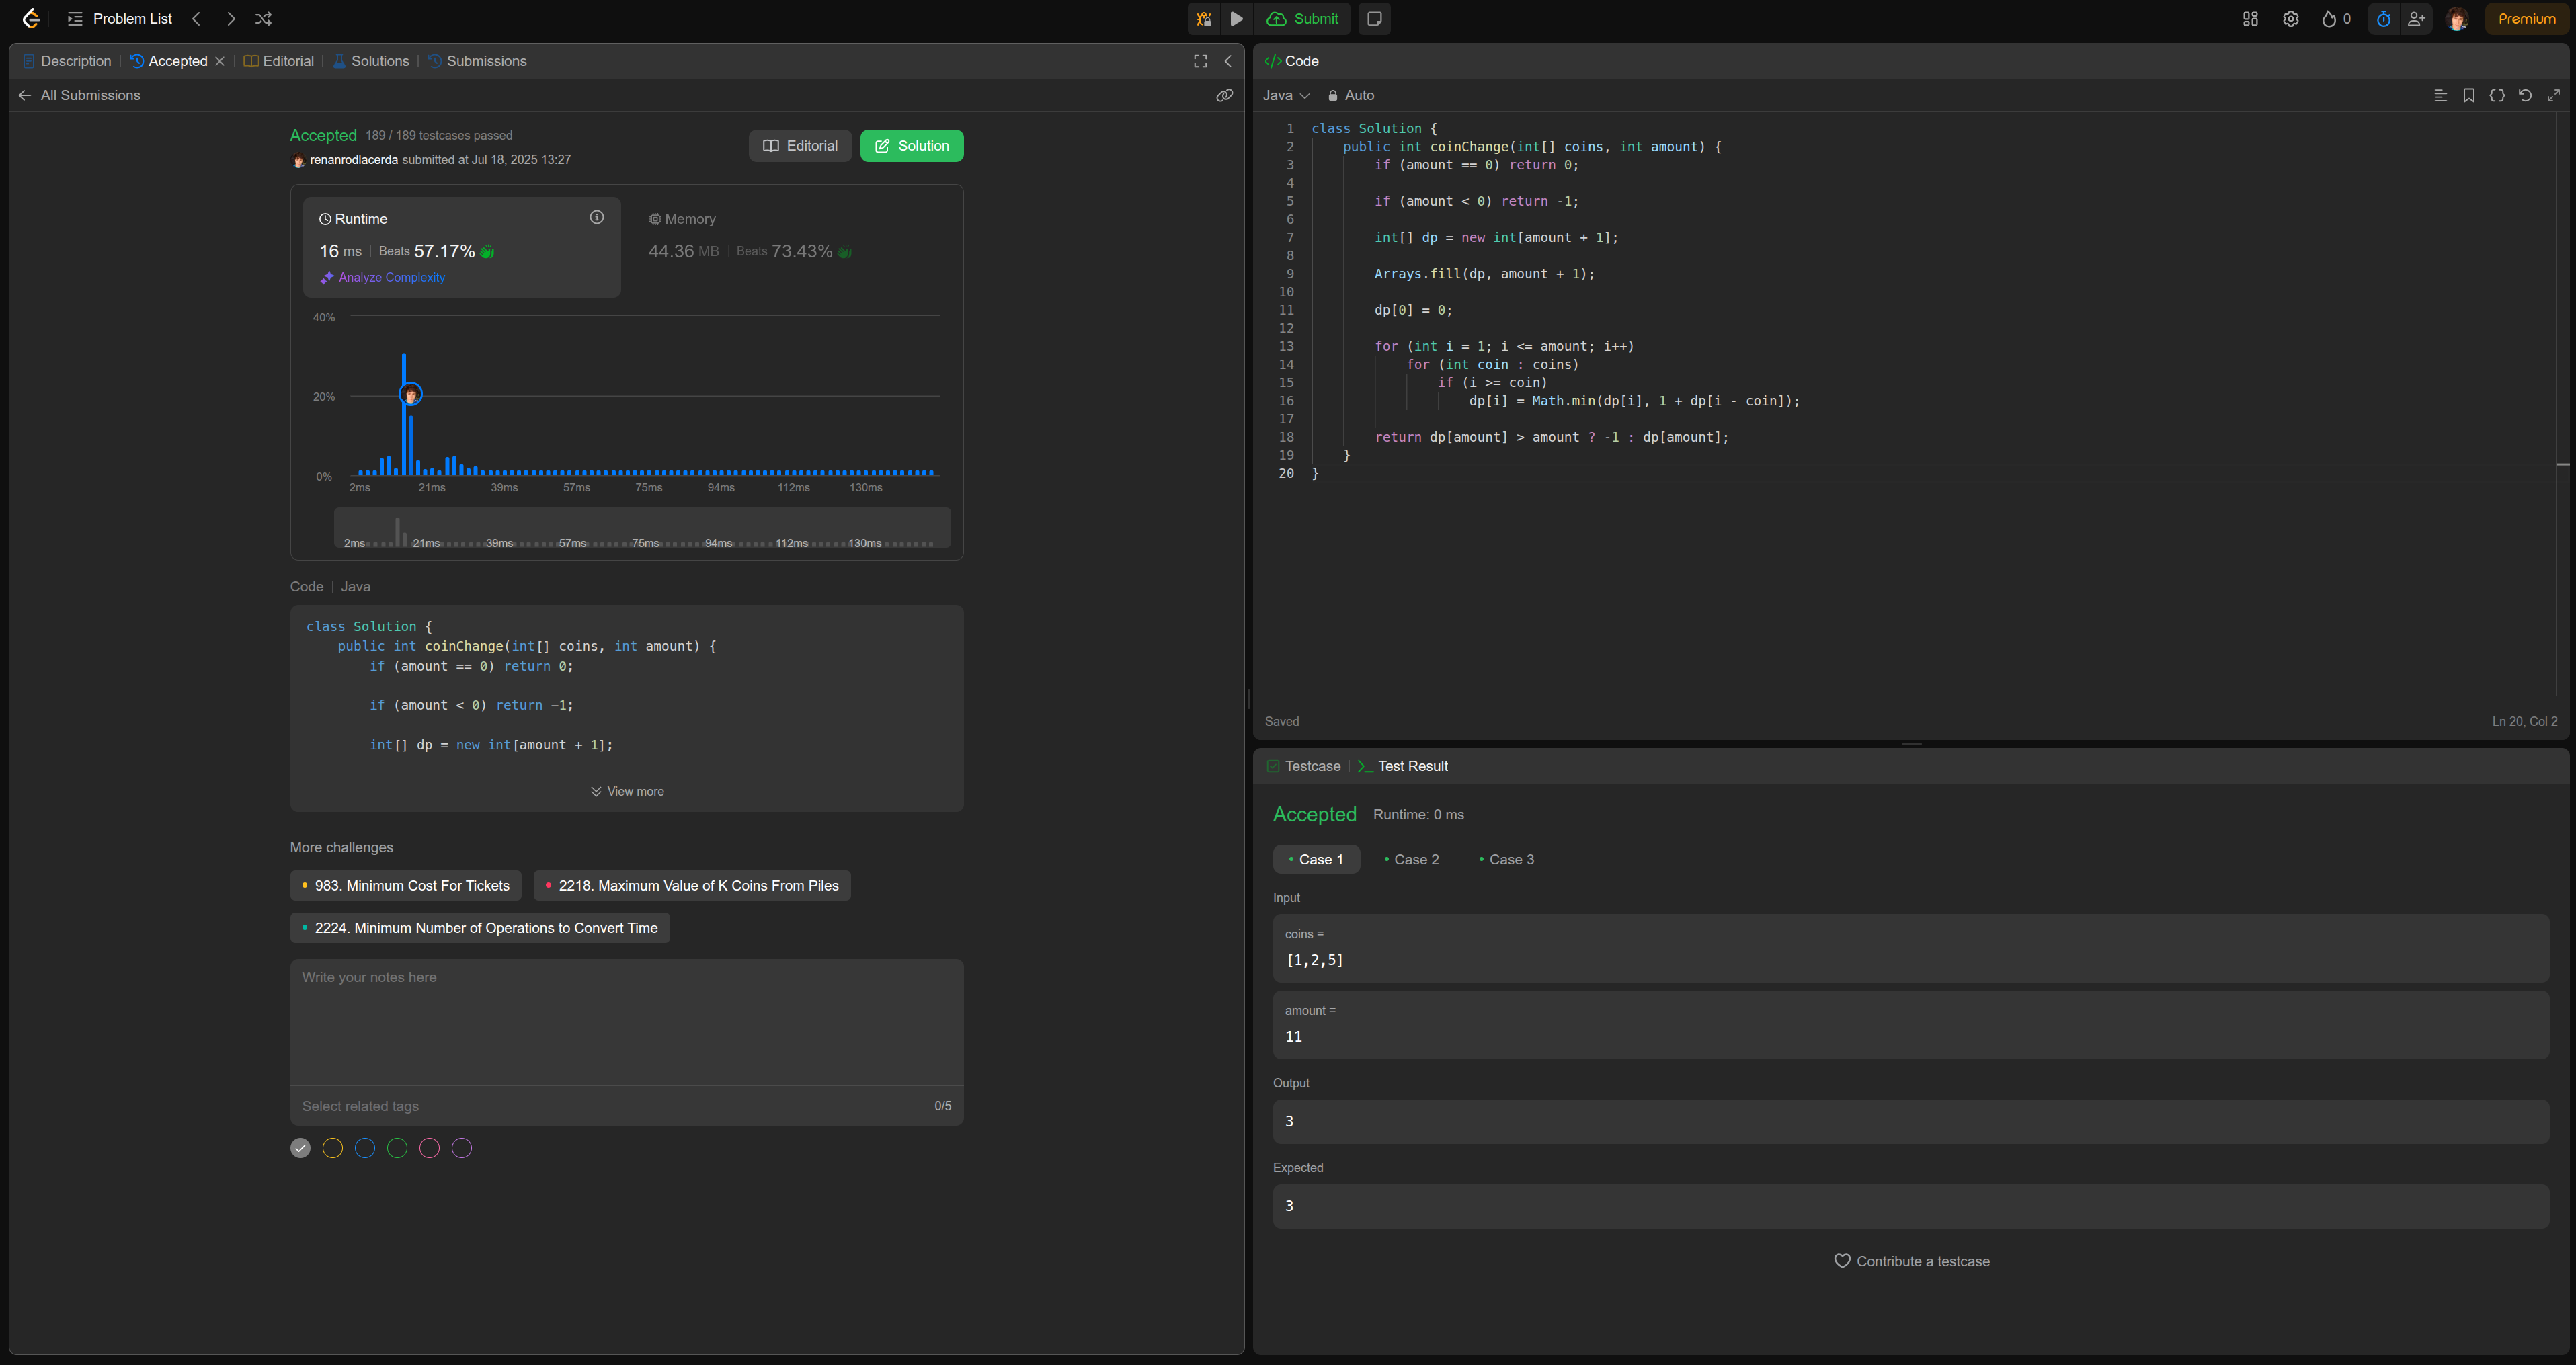 Problem List
Submit
0
Premium
Description
Accepted
Editorial
Solutions
Submissions
All Submissions
Accepted 189 / 189 testcases passed
renanrodlacerda submitted at Jul 18, 2025 13:27
Editorial
Solution
Runtime
16 ms Beats 57.17%
Analyze Complexity
Memory
44.36 MB Beats 73.43%
40%
20%
0%
2ms 21ms 39ms 57ms 75ms 94ms 112ms 130ms
2ms 21ms 39ms 57ms 75ms 94ms 112ms 130ms
Code Java
class Solution {
    public int coinChange(int[] coins, int amount) {
        if (amount == 0) return 0;
        if (amount < 0) return -1;
        int[] dp = new int[amount + 1];
View more
More challenges
983. Minimum Cost For Tickets
2218. Maximum Value of K Coins From Piles
2224. Minimum Number of Operations to Convert Time
Write your notes here
Select related tags 0/5
</> Code
Java Auto
1 class Solution {
2     public int coinChange(int[] coins, int amount) {
3         if (amount == 0) return 0;
4
5         if (amount < 0) return -1;
6
7         int[] dp = new int[amount + 1];
8
9         Arrays.fill(dp, amount + 1);
10
11         dp[0] = 0;
12
13         for (int i = 1; i <= amount; i++)
14             for (int coin : coins)
15                 if (i >= coin)
16                     dp[i] = Math.min(dp[i], 1 + dp[i - coin]);
17
18         return dp[amount] > amount ? -1 : dp[amount];
19     }
20 }
Saved Ln 20, Col 2
Testcase
Test Result
Accepted Runtime: 0 ms
Case 1 Case 2 Case 3
Input
coins =
[1,2,5]
amount =
11
Output
3
Expected
3
Contribute a testcase